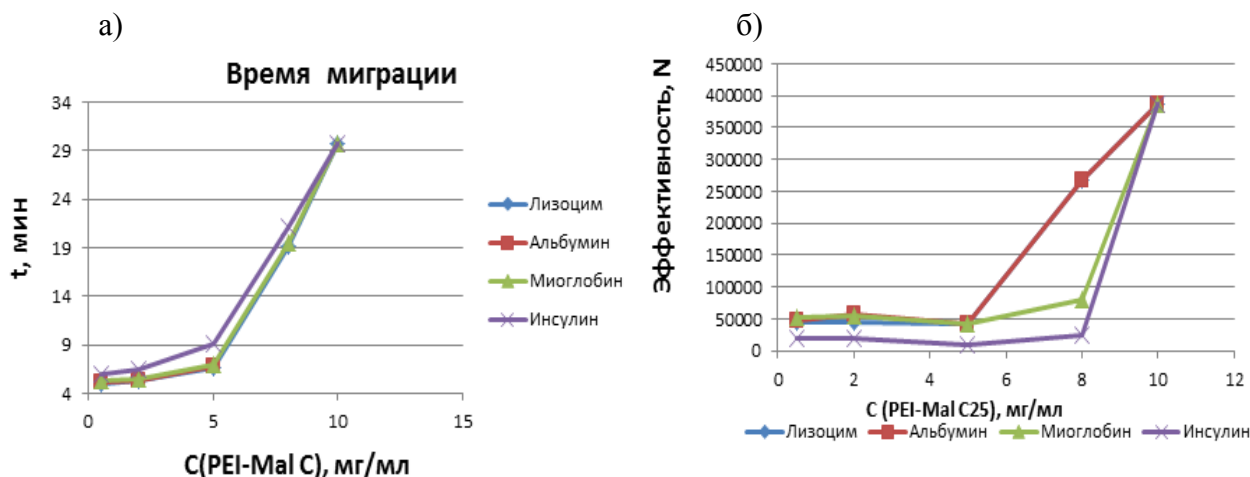 а)
Время миграции
34
29
24
19
14
9
4
0
5
10
15
t, мин
C(PEI-Mal C), мг/мл
Лизоцим
Альбумин
Миоглобин
Инсулин
б)
450000
400000
350000
300000
250000
200000
150000
100000
50000
0
0
2
4
6
8
10
12
Эффективность, N
C (PEI-Mal C25), мг/мл
Лизоцим Альбумин Миоглобин Инсулин